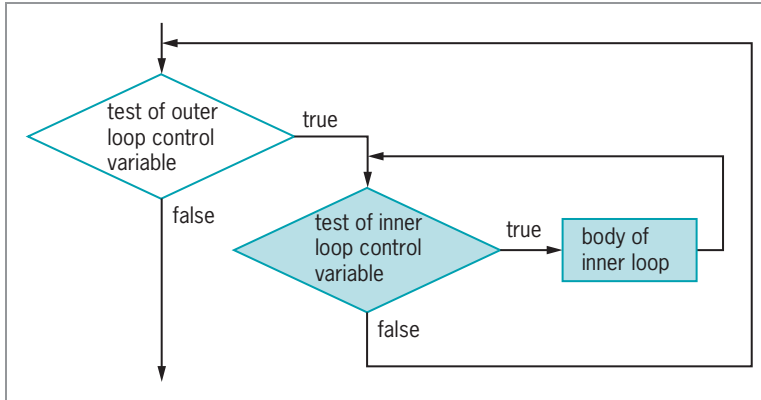 test of outer
loop control
variable
true
false
test of inner
loop control
variable
true
body of
inner loop
false